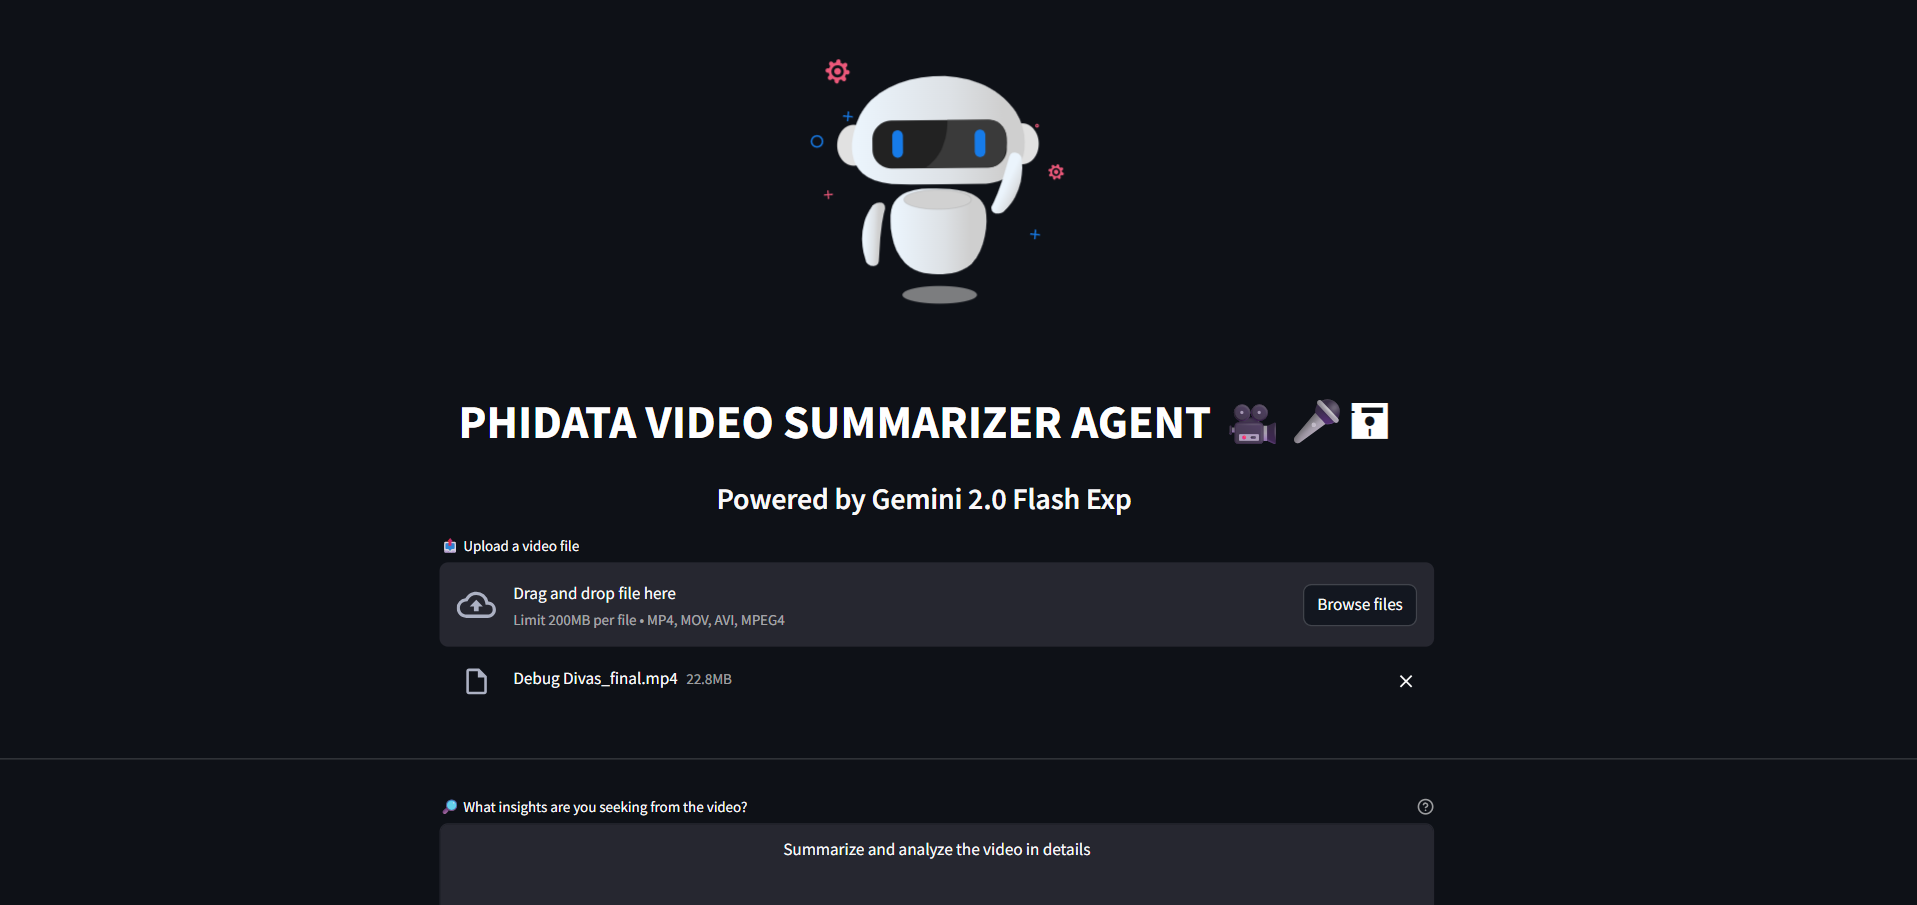 PHIDATA VIDEO SUMMARIZER AGENT 🎥 🎤
Powered by Gemini 2.0 Flash Exp
Upload a video file
Drag and drop file here
Limit 200MB per file • MP4, MOV, AVI, MPEG4
Browse files
Debug Divas_final.mp4 22.8MB
What insights are you seeking from the video?
Summarize and analyze the video in details